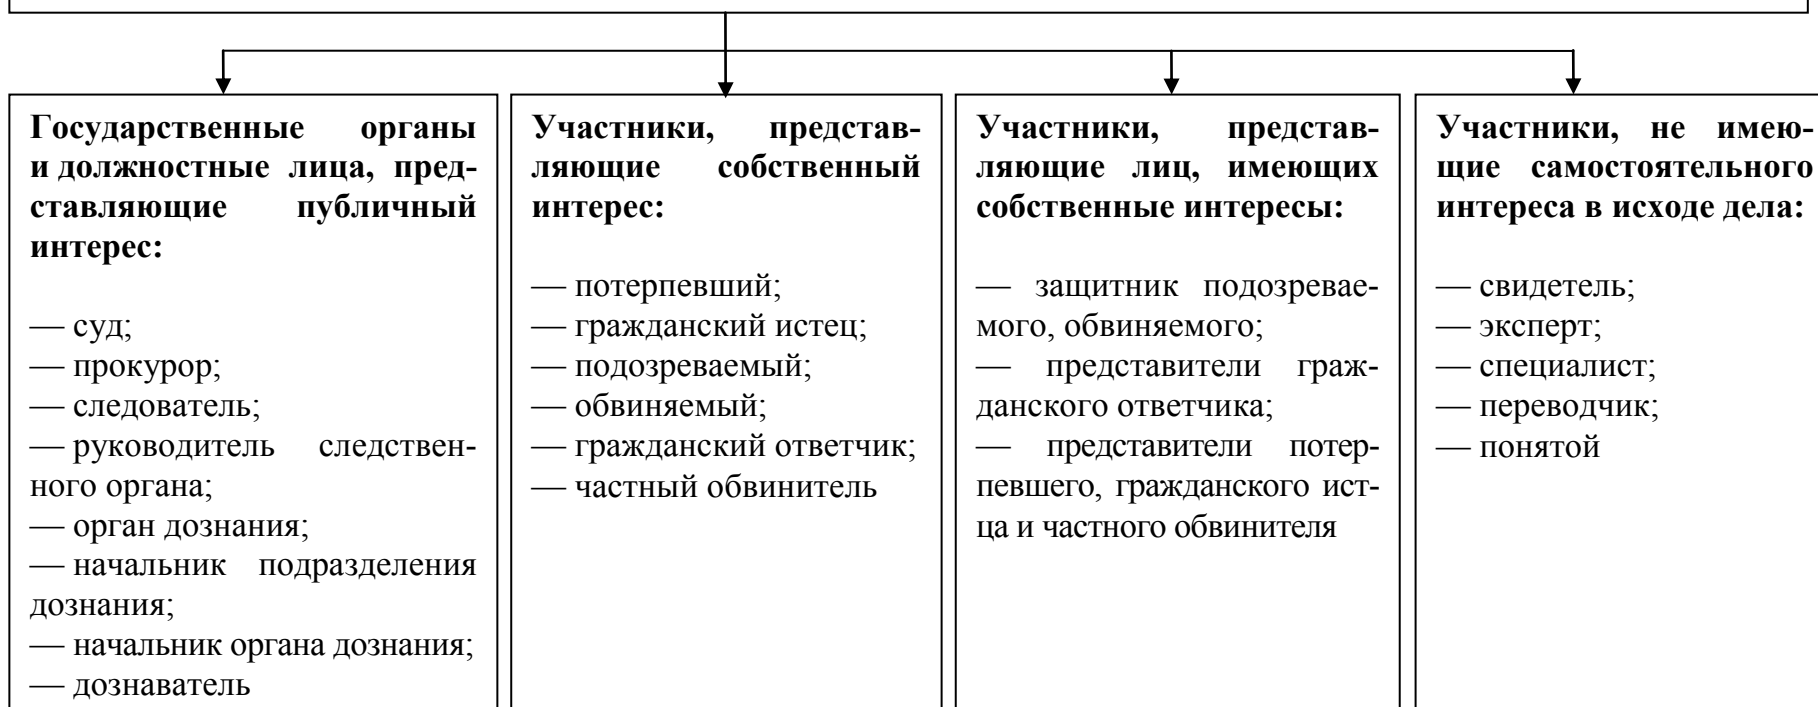 Государственные органы
и должностные лица, пред-
ставляющие публичный
интерес:
— суд;
— прокурор;
— следователь;
— руководитель следствен-
ного органа;
— орган дознания;
— начальник подразделения
дознания;
— начальник органа дознания;
— дознаватель
Участники, представ-
ляющие собственный
интерес:
— потерпевший;
— гражданский истец;
— подозреваемый;
— обвиняемый;
— гражданский ответчик;
— частный обвинитель
Участники, представ-
ляющие лиц, имеющих
собственные интересы:
— защитник подозревае-
мого, обвиняемого;
— представители граж-
данского ответчика;
— представители потер-
певшего, гражданского ист-
ца и частного обвинителя
Участники, не имею-
щие самостоятельного
интереса в исходе дела:
— свидетель;
— эксперт;
— специалист;
— переводчик;
— понятой